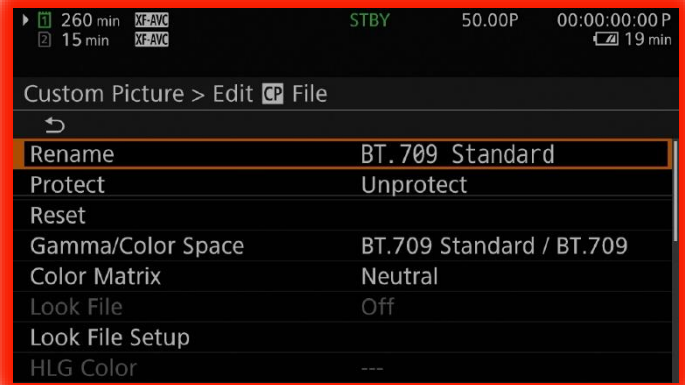 1 260 min XF-AVC STBY 50.00P 00:00:00:00 P
2 15 min XF-AVC 19 min
Custom Picture > Edit CP File
Rename BT.709 Standard
Protect Unprotect
Reset
Gamma/Color Space BT.709 Standard / BT.709
Color Matrix Neutral
Look File Off
Look File Setup
HLG Color ---